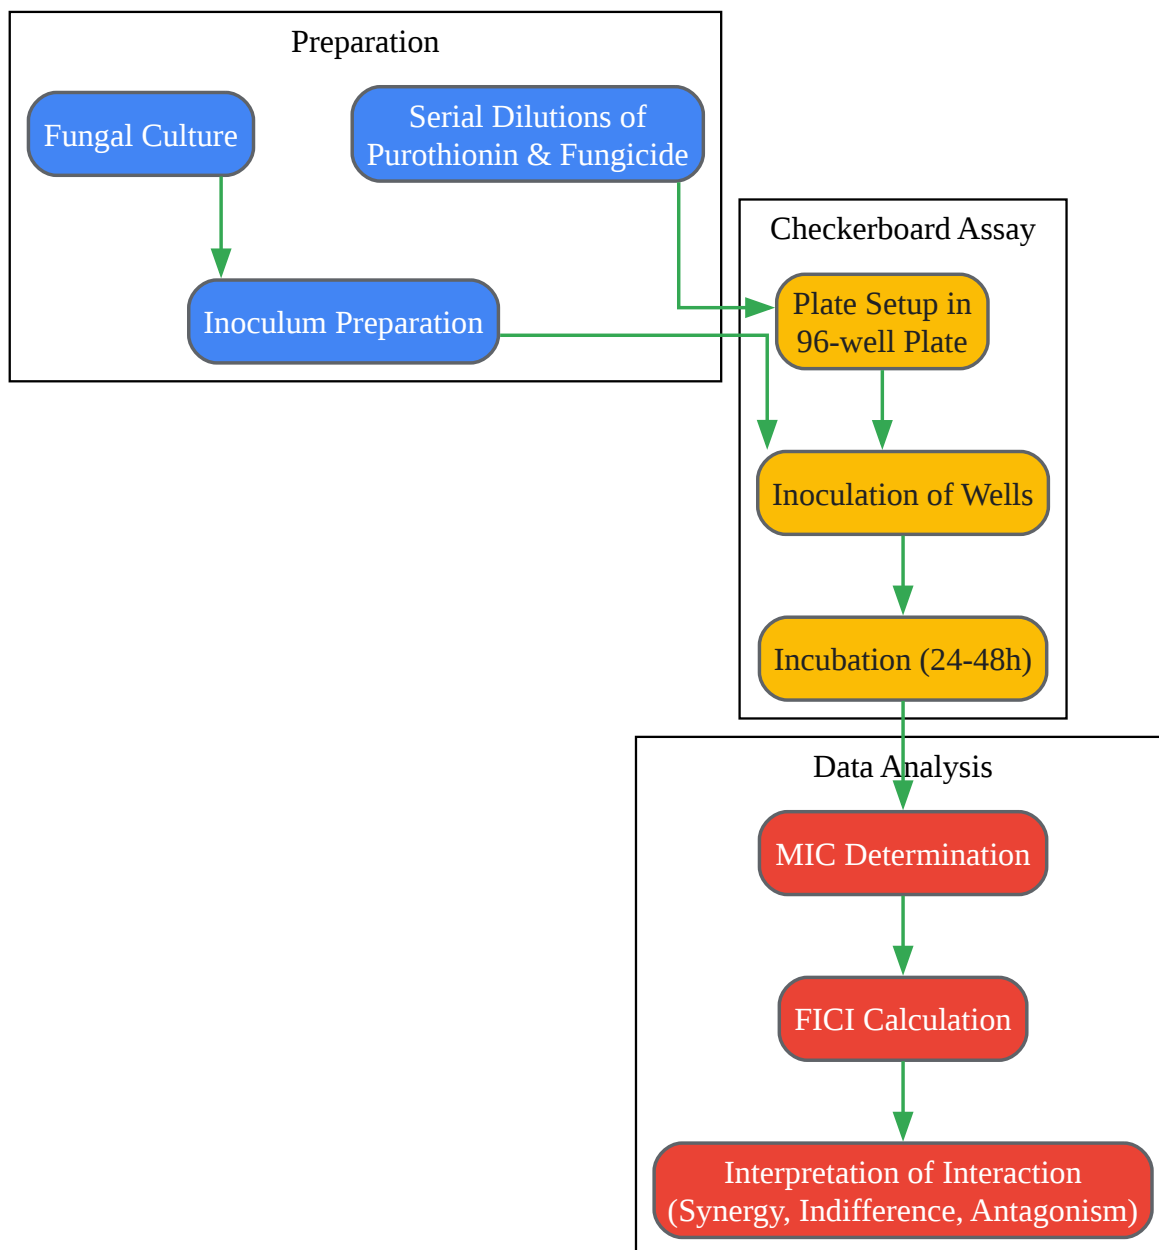 Preparation
Fungal Culture
Serial Dilutions of
Purothionin & Fungicide
Inoculum Preparation
Checkerboard Assay
Plate Setup in
96-well Plate
Inoculation of Wells
Incubation (24-48h)
Data Analysis
MIC Determination
FICI Calculation
Interpretation of Interaction
(Synergy, Indifference, Antagonism)